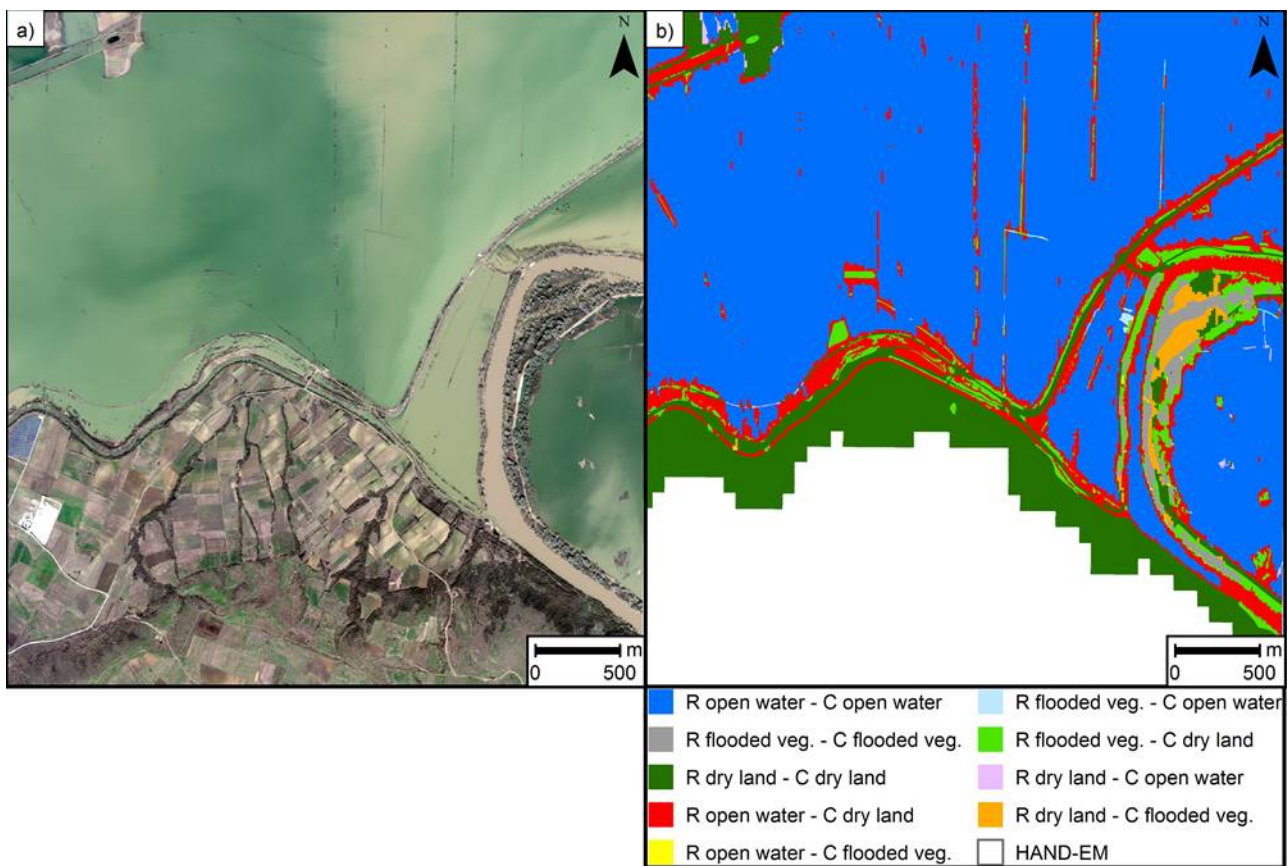 a)
N
b)
N
m
0 500
m
0 500
R open water - C open water
R flooded veg. - C open water
R flooded veg. - C flooded veg.
R flooded veg. - C dry land
R dry land - C dry land
R dry land - C open water
R open water - C dry land
R dry land - C flooded veg.
R open water - C flooded veg.
HAND-EM